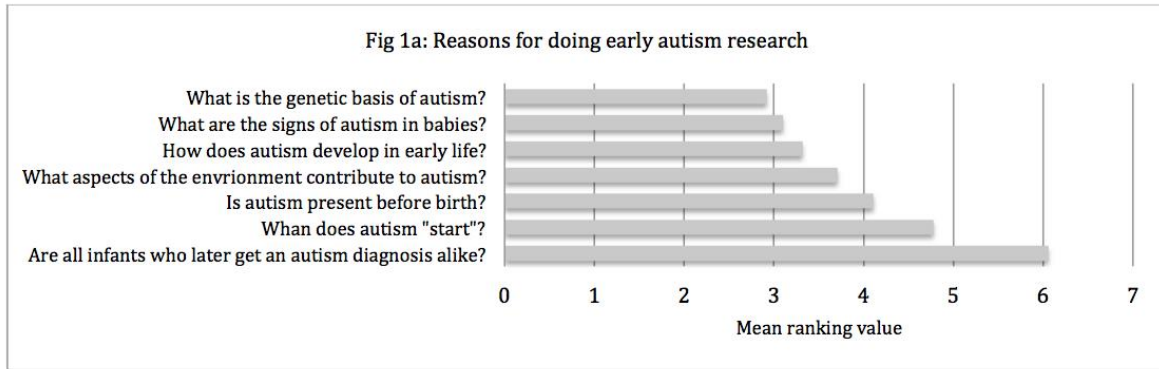 Fig 1a: Reasons for doing early autism research
What is the genetic basis of autism?
What are the signs of autism in babies?
How does autism develop in early life?
What aspects of the envrionment contribute to autism?
Is autism present before birth?
Whan does autism "start"?
Are all infants who later get an autism diagnosis alike?
0 1 2 3 4 5 6 7
Mean ranking value